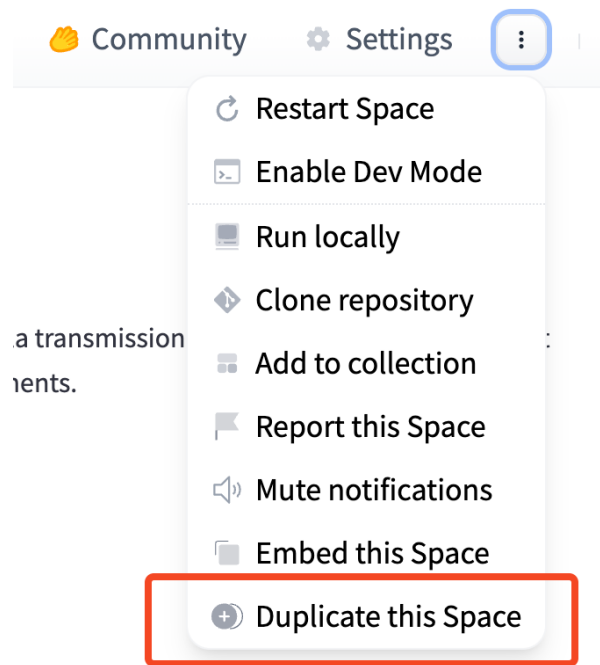 Community Settings
Restart Space
Enable Dev Mode
Run locally
Clone repository
a transmission
Add to collection
ments.
Report this Space
Mute notifications
Embed this Space
Duplicate this Space